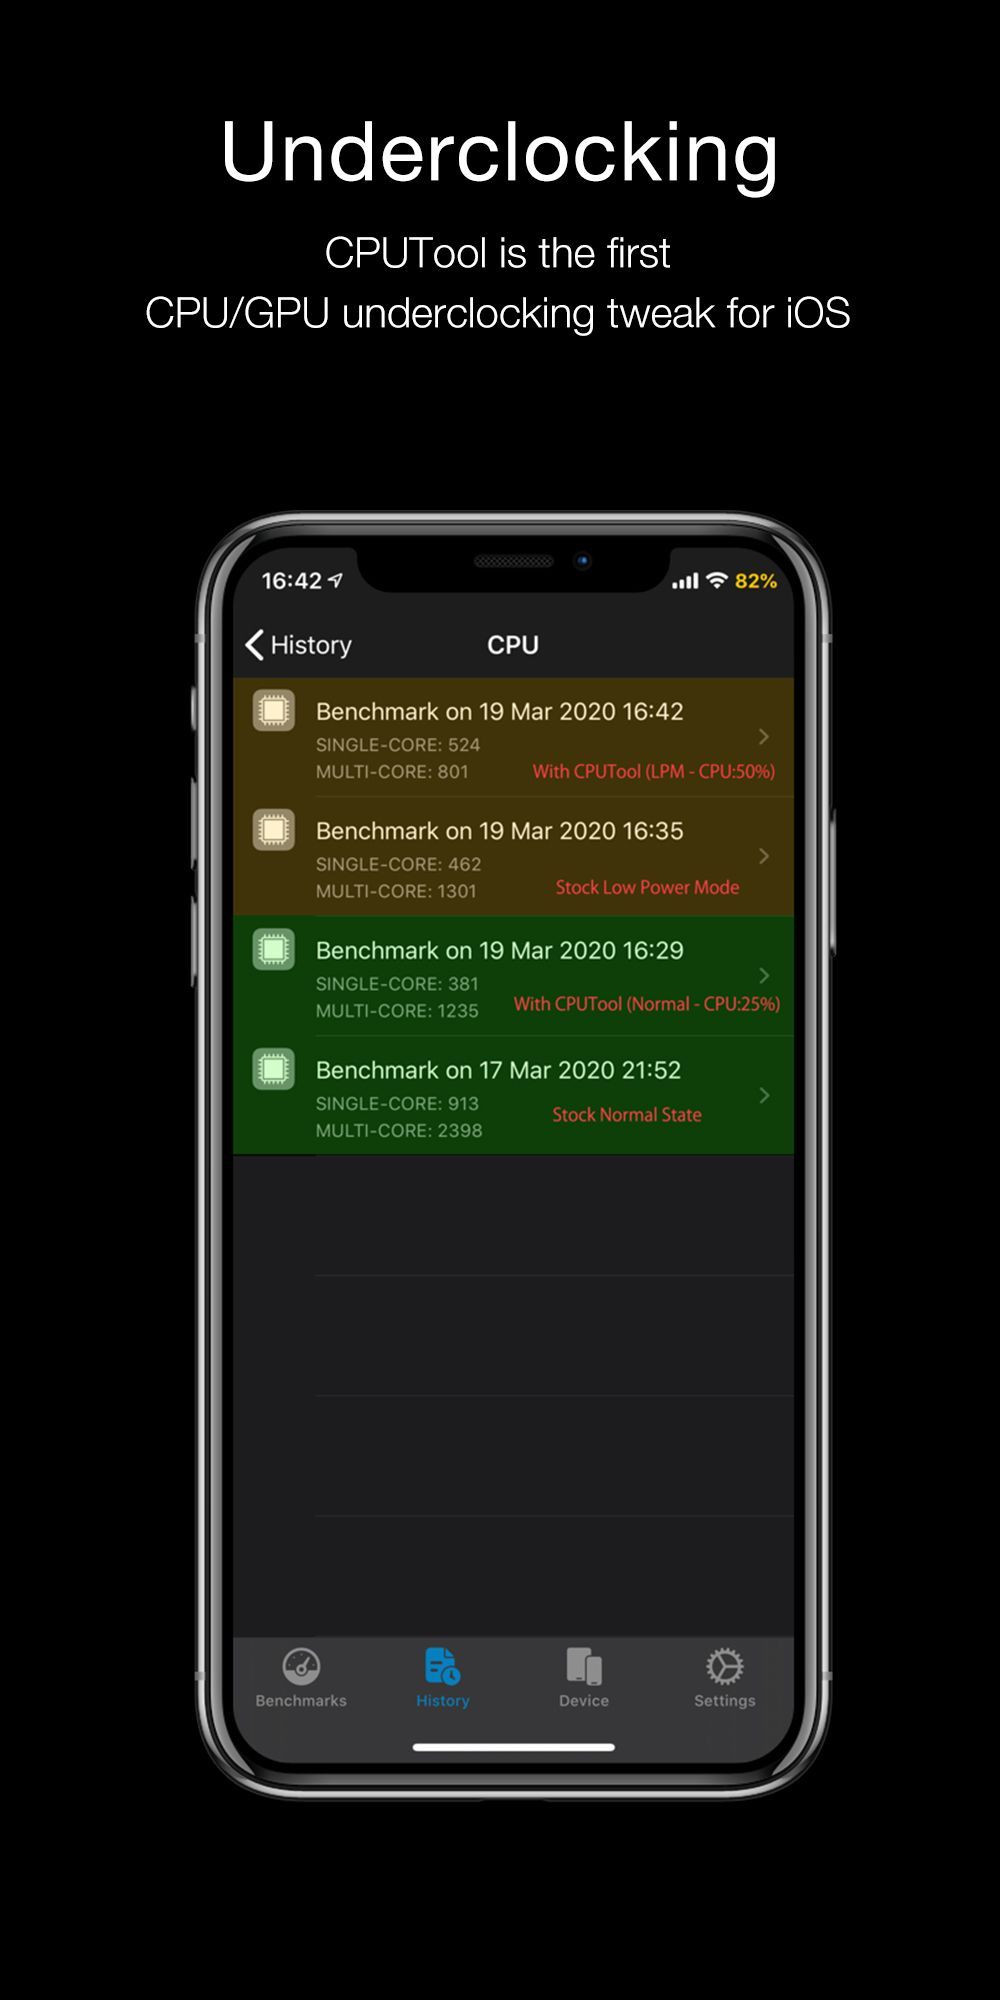 Underclocking
CPUTool is the first
CPU/GPU underclocking tweak for iOS
16:42 82%
History CPU
Benchmark on 19 Mar 2020 16:42
SINGLE-CORE: 524
MULTI-CORE: 801 With CPUTool (LPM - CPU:50%)
Benchmark on 19 Mar 2020 16:35
SINGLE-CORE: 462
MULTI-CORE: 1301 Stock Low Power Mode
Benchmark on 19 Mar 2020 16:29
SINGLE-CORE: 381
MULTI-CORE: 1235 With CPUTool (Normal - CPU:25%)
Benchmark on 17 Mar 2020 21:52
SINGLE-CORE: 913
Stock Normal State
MULTI-CORE: 2398
Benchmarks History Device Settings